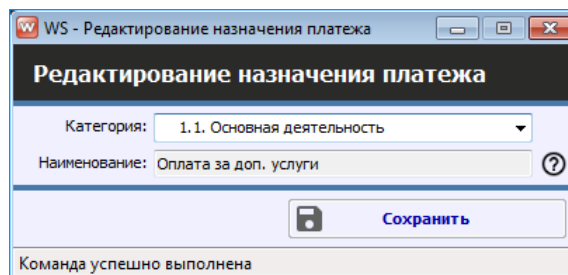 WS - Редактирование назначения платежа
Редактирование назначения платежа
Категория: 1.1. Основная деятельность
Наименование: Оплата за доп. услуги
Сохранить
Команда успешно выполнена